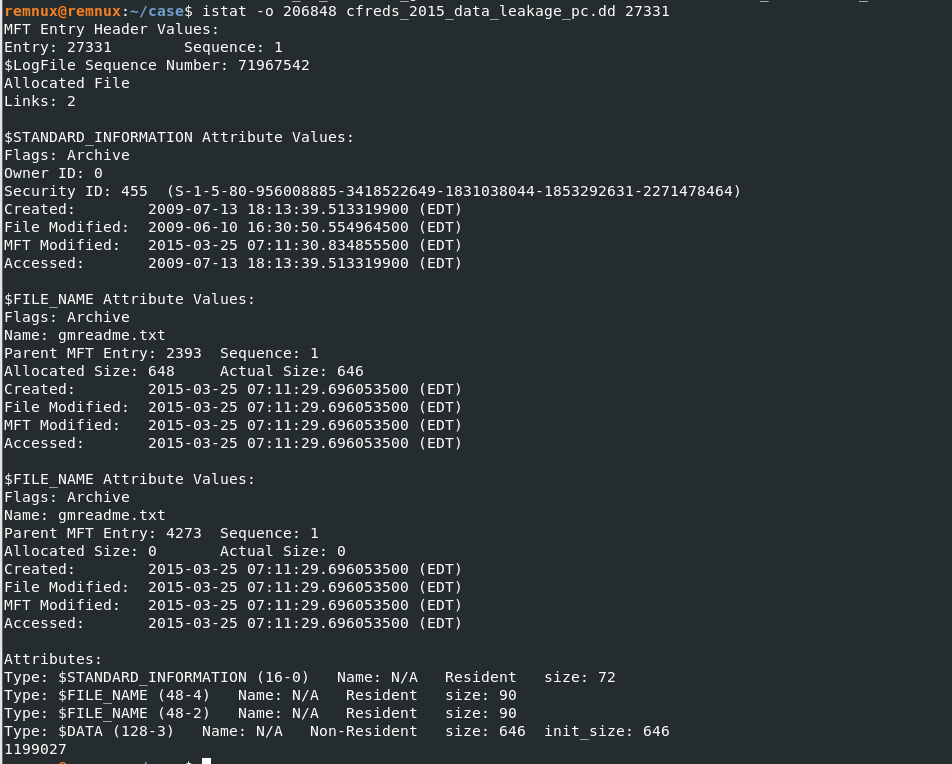 remnux@remnux:~/case$ istat -o 206848 cfreds_2015_data_leakage_pc.dd 27331
MFT Entry Header Values:
Entry: 27331        Sequence: 1
$LogFile Sequence Number: 71967542
Allocated File
Links: 2

$STANDARD_INFORMATION Attribute Values:
Flags: Archive
Owner ID: 0
Security ID: 455  (S-1-5-80-956008885-3418522649-1831038044-1853292631-2271478464)
Created:        2009-07-13 18:13:39.513319900 (EDT)
File Modified:  2009-06-10 16:30:50.554964500 (EDT)
MFT Modified:   2015-03-25 07:11:30.834855500 (EDT)
Accessed:       2009-07-13 18:13:39.513319900 (EDT)

$FILE_NAME Attribute Values:
Flags: Archive
Name: gmreadme.txt
Parent MFT Entry: 2393  Sequence: 1
Allocated Size: 648     Actual Size: 646
Created:        2015-03-25 07:11:29.696053500 (EDT)
File Modified:  2015-03-25 07:11:29.696053500 (EDT)
MFT Modified:   2015-03-25 07:11:29.696053500 (EDT)
Accessed:       2015-03-25 07:11:29.696053500 (EDT)

$FILE_NAME Attribute Values:
Flags: Archive
Name: gmreadme.txt
Parent MFT Entry: 4273  Sequence: 1
Allocated Size: 0       Actual Size: 0
Created:        2015-03-25 07:11:29.696053500 (EDT)
File Modified:  2015-03-25 07:11:29.696053500 (EDT)
MFT Modified:   2015-03-25 07:11:29.696053500 (EDT)
Accessed:       2015-03-25 07:11:29.696053500 (EDT)

Attributes:
Type: $STANDARD_INFORMATION (16-0)   Name: N/A   Resident   size: 72
Type: $FILE_NAME (48-4)   Name: N/A   Resident   size: 90
Type: $FILE_NAME (48-2)   Name: N/A   Resident   size: 90
Type: $DATA (128-3)   Name: N/A   Non-Resident   size: 646  init_size: 646
1199027